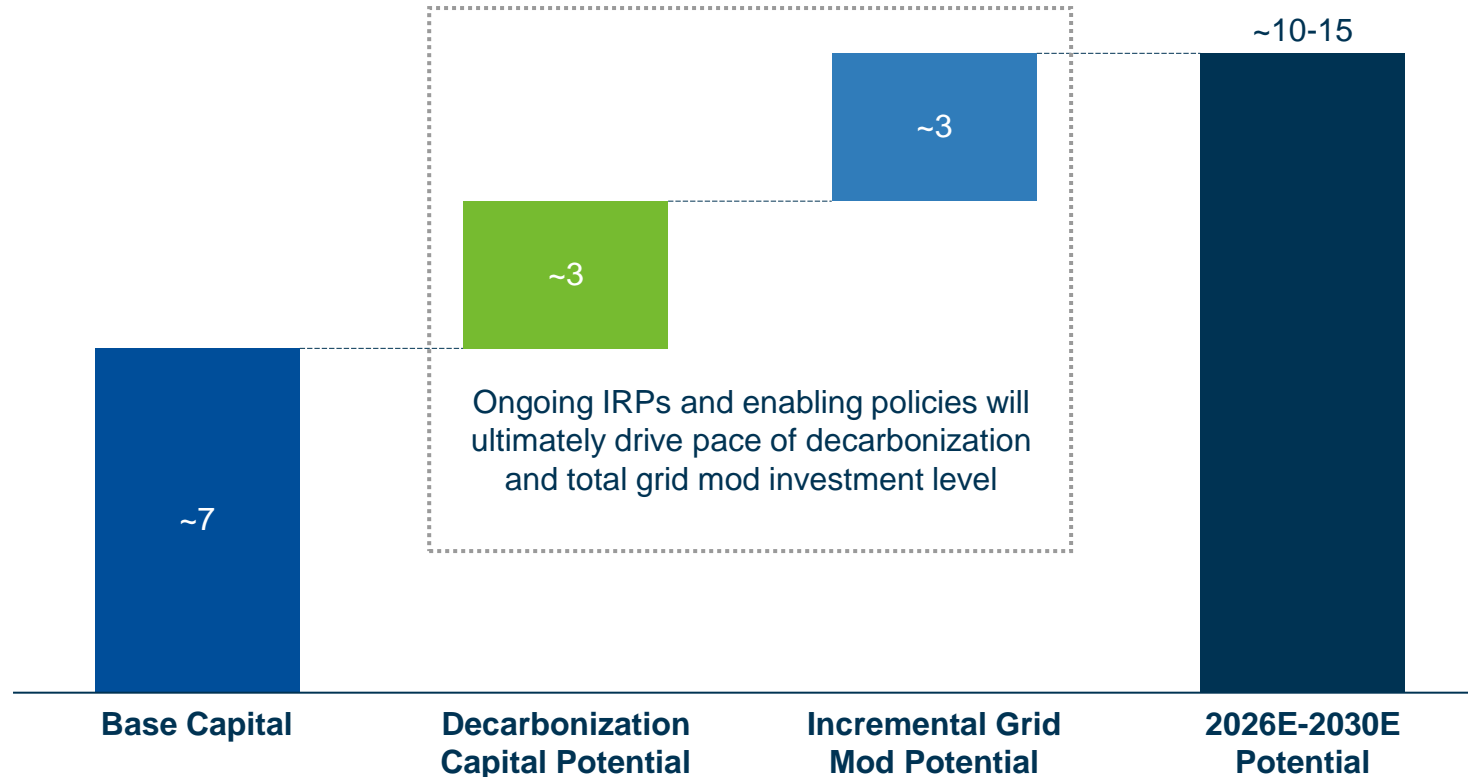 ~10-15
~3
~3
Ongoing IRPs and enabling policies will
ultimately drive pace of decarbonization
and total grid mod investment level
~7
Base Capital
Decarbonization
Capital Potential
Incremental Grid
Mod Potential
2026E-2030E
Potential